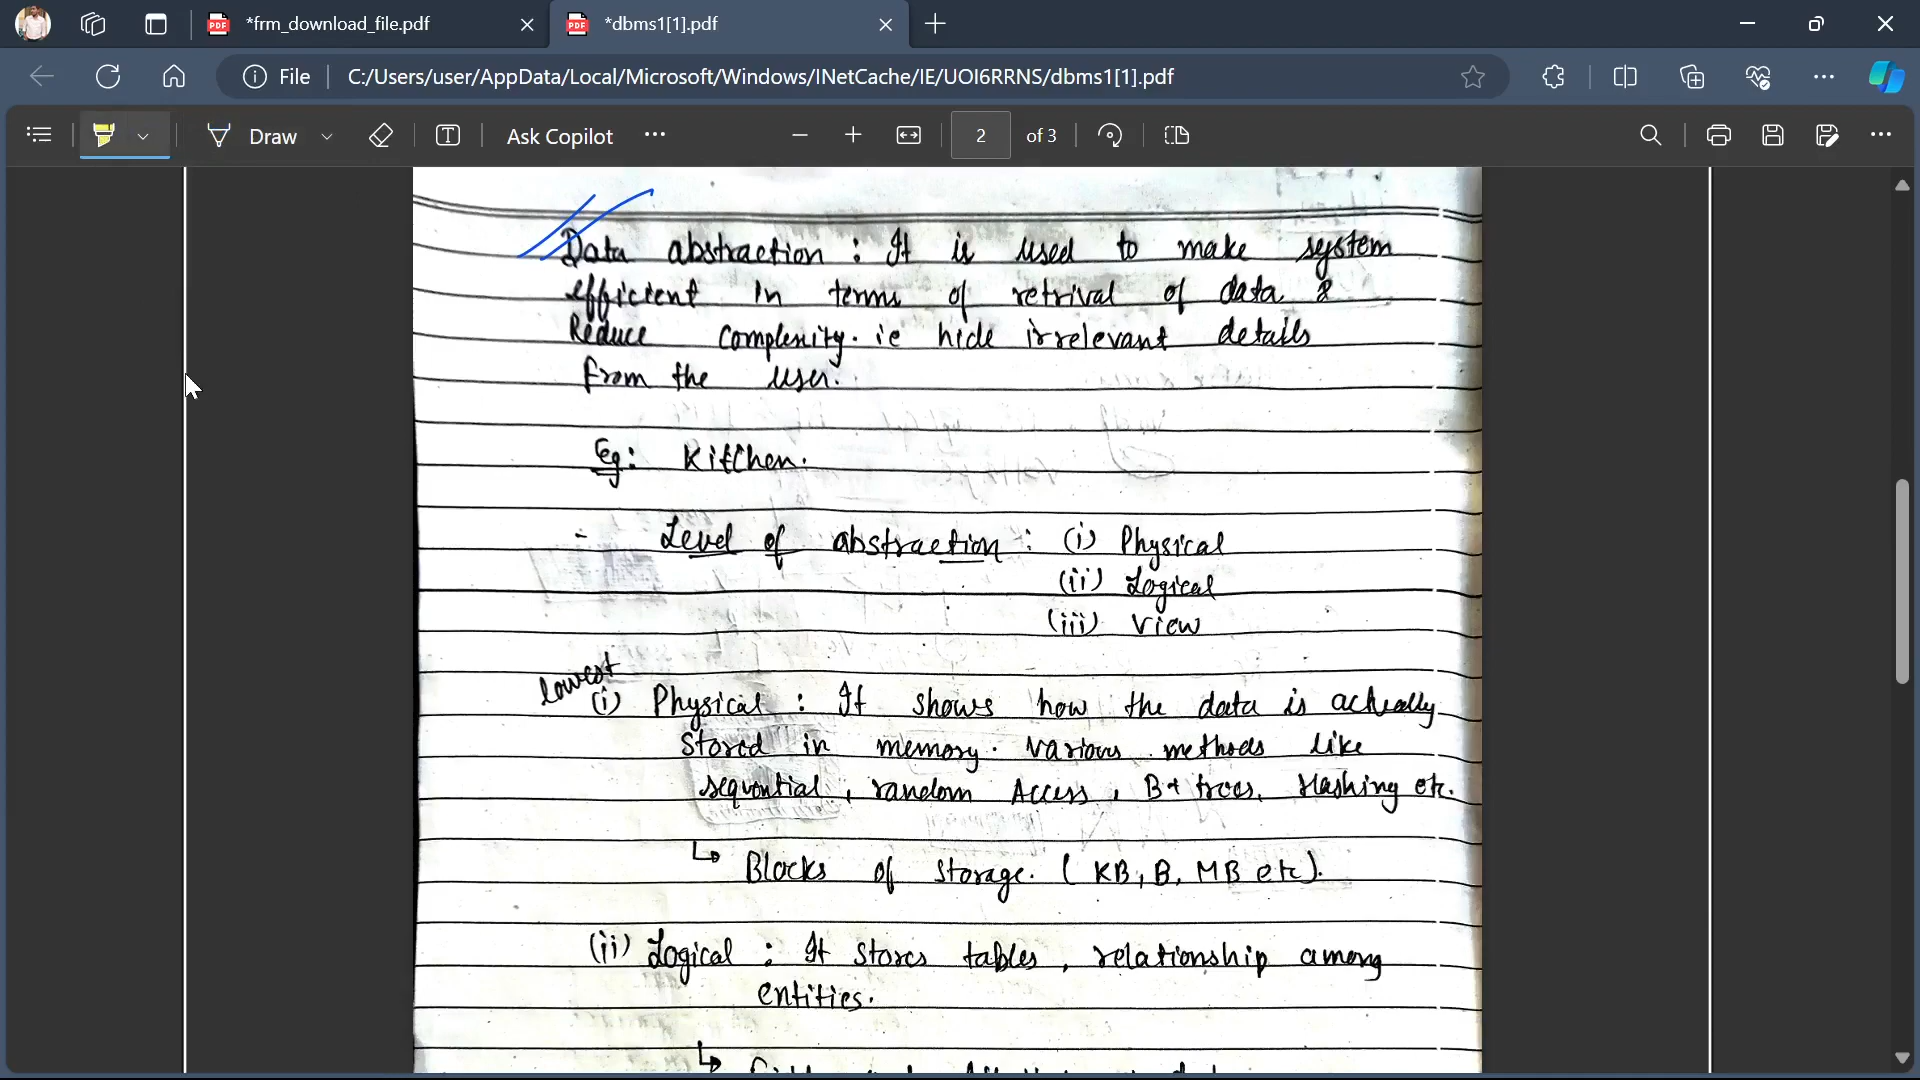 *frm_download_file.pdf
*dbms1[1].pdf
File
C:/Users/user/AppData/Local/Microsoft/Windows/INetCache/IE/UOI6RRNS/dbms1[1].pdf
Draw
Ask Copilot
2 of 3
Data abstraction : It is used to make system
efficient in terms of retrival of data &
Reduce complexity. ie hide irrelevant details
from the user.
Eg: Kitchen.
- Level of abstraction : (i) Physical
(ii) Logical
(iii) View
lowest
(i) Physical : It shows how the data is actually
stored in memory. Various methods like
sequential, random Access, B+ trees, Hashing etc.
↳ Blocks of storage. ( KB, B, MB etc).
(ii) Logical : It stores tables, relationship among
entities.